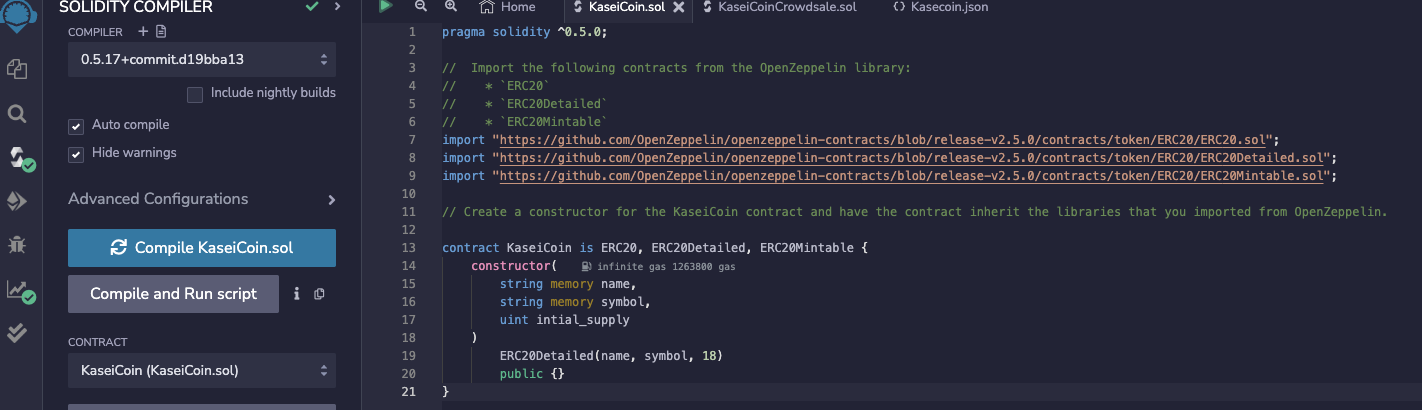 SOLIDITY COMPILER
COMPILER +
0.5.17+commit.d19bba13
Include nightly builds
Auto compile
Hide warnings
Advanced Configurations
Compile KaseiCoin.sol
Compile and Run script
i
CONTRACT
KaseiCoin (KaseiCoin.sol)
Home KaseiCoin.sol KaseiCoinCrowdsale.sol {} Kasecoin.json
1 pragma solidity ^0.5.0;
2
3 //  Import the following contracts from the OpenZeppelin library:
4 //    * `ERC20`
5 //    * `ERC20Detailed`
6 //    * `ERC20Mintable`
7 import "https://github.com/OpenZeppelin/openzeppelin-contracts/blob/release-v2.5.0/contracts/token/ERC20/ERC20.sol";
8 import "https://github.com/OpenZeppelin/openzeppelin-contracts/blob/release-v2.5.0/contracts/token/ERC20/ERC20Detailed.sol";
9 import "https://github.com/OpenZeppelin/openzeppelin-contracts/blob/release-v2.5.0/contracts/token/ERC20/ERC20Mintable.sol";
10
11 // Create a constructor for the KaseiCoin contract and have the contract inherit the libraries that you imported from OpenZeppelin.
12
13 contract KaseiCoin is ERC20, ERC20Detailed, ERC20Mintable {
14     constructor( infinite gas 1263800 gas
15         string memory name,
16         string memory symbol,
17         uint intial_supply
18     )
19         ERC20Detailed(name, symbol, 18)
20         public {}
21 }